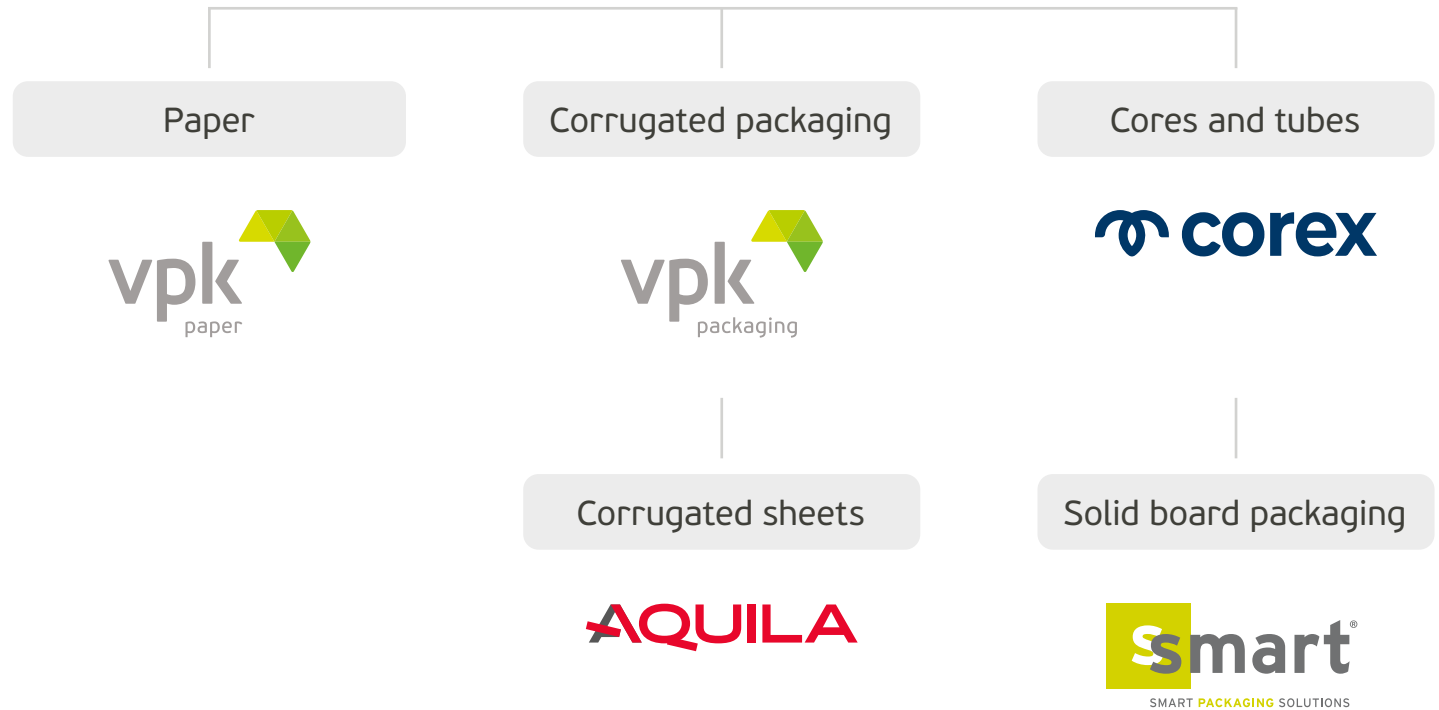 Paper
Corrugated packaging
Cores and tubes
vpk
paper
vpk
packaging
corex
Corrugated sheets
Solid board packaging
AQUILA
ssmart®
SMART PACKAGING SOLUTIONS